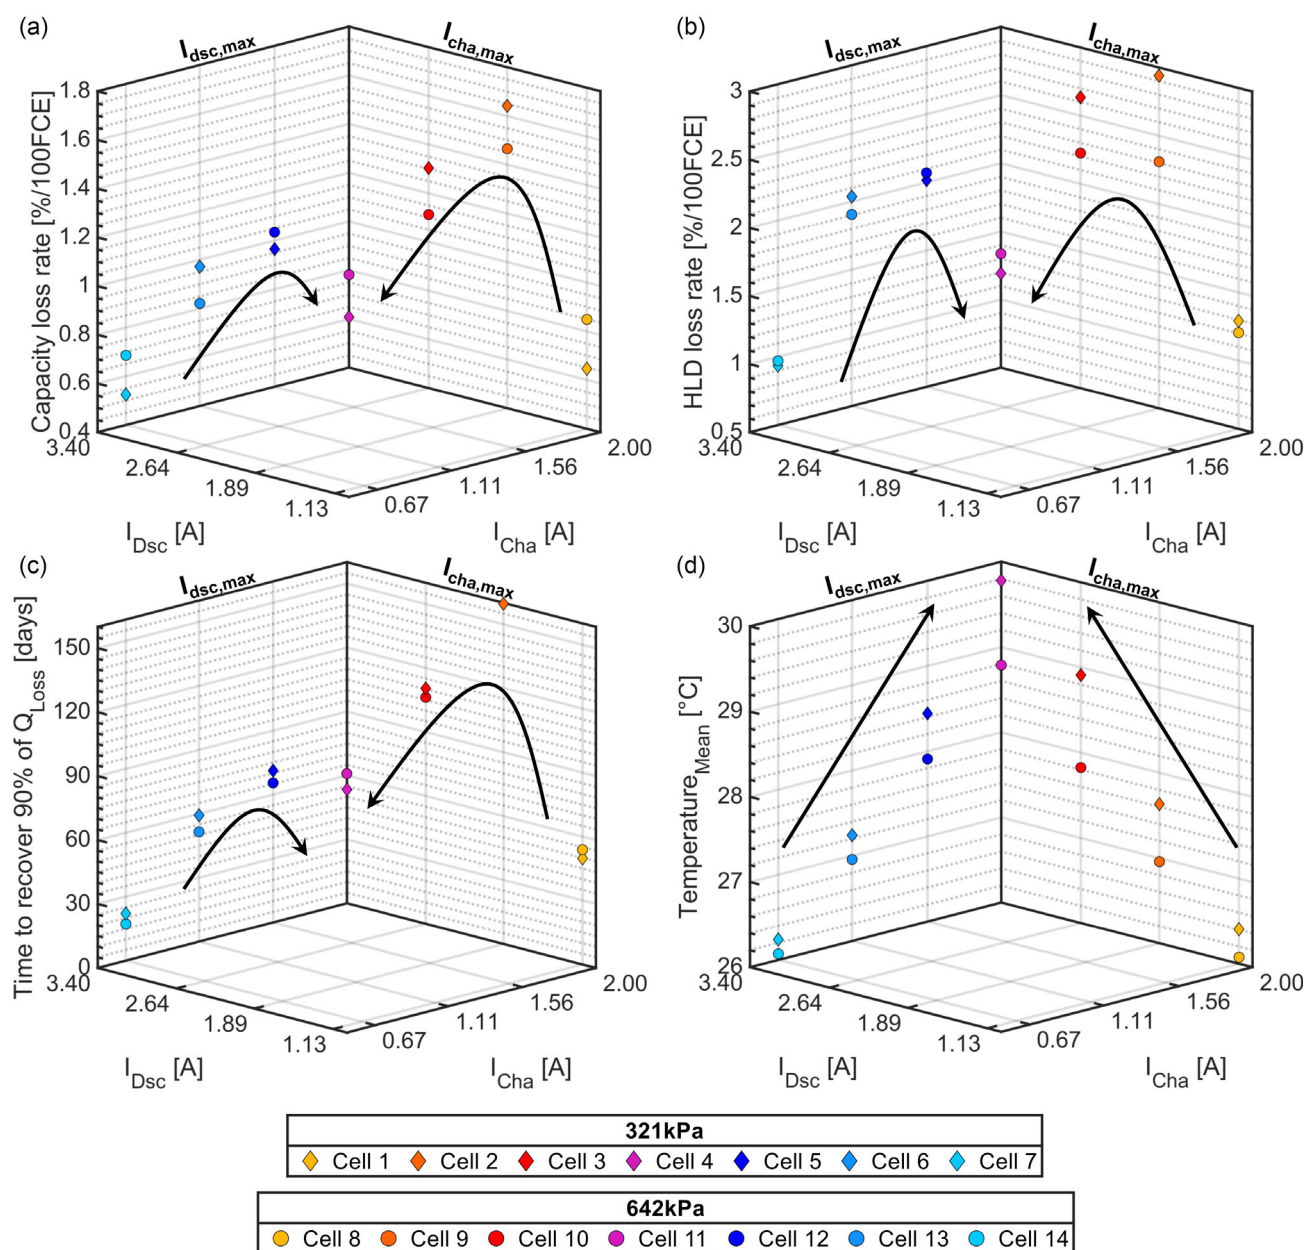 (a)
I_dsc,max
I_cha,max
Capacity loss rate [%/100FCE]
1.8
1.6
1.4
1.2
1
0.8
0.6
0.4
3.40
2.64
1.89
1.13
0.67
1.11
1.56
2.00
I_Dsc [A]
I_Cha [A]
(b)
I_dsc,max
I_cha,max
HLD loss rate [%/100FCE]
3
2.5
2
1.5
1
0.5
3.40
2.64
1.89
1.13
0.67
1.11
1.56
2.00
I_Dsc [A]
I_Cha [A]
(c)
I_dsc,max
I_cha,max
Time to recover 90% of Q_Loss [days]
150
120
90
60
30
0
3.40
2.64
1.89
1.13
0.67
1.11
1.56
2.00
I_Dsc [A]
I_Cha [A]
(d)
I_dsc,max
I_cha,max
Temperature_Mean [°C]
30
29
28
27
26
3.40
2.64
1.89
1.13
0.67
1.11
1.56
2.00
I_Dsc [A]
I_Cha [A]
321kPa
Cell 1 Cell 2 Cell 3 Cell 4 Cell 5 Cell 6 Cell 7
642kPa
Cell 8 Cell 9 Cell 10 Cell 11 Cell 12 Cell 13 Cell 14